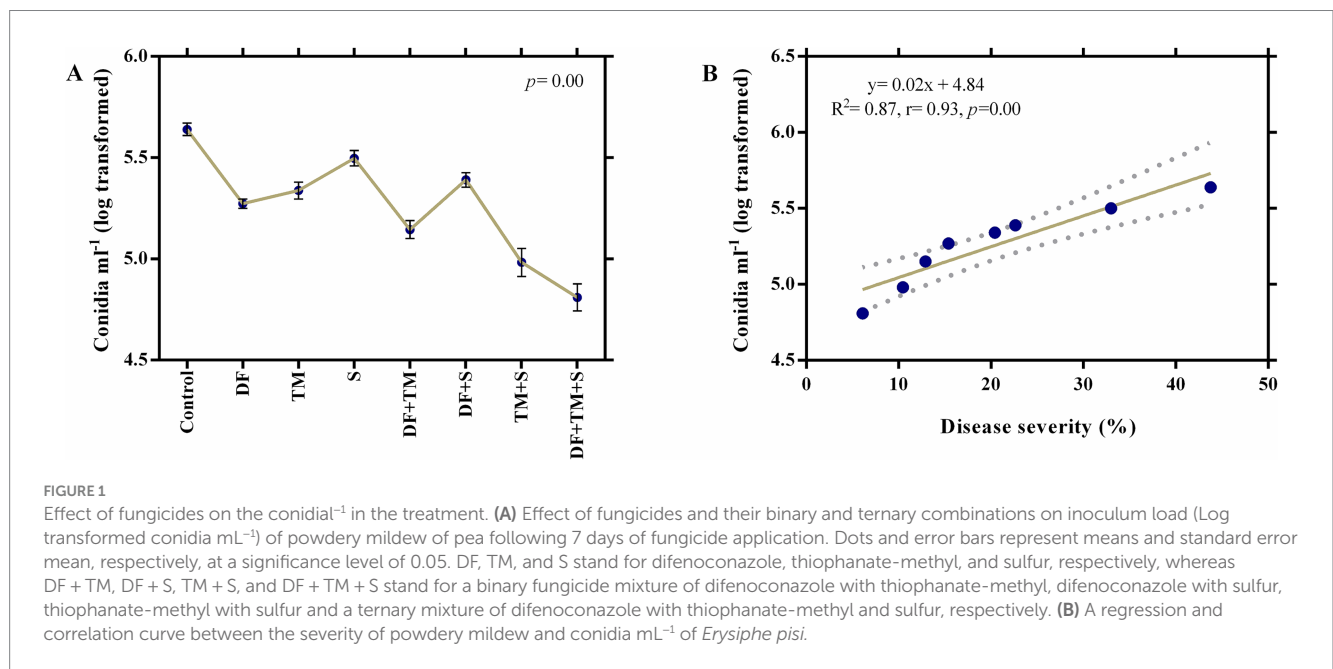 A
p= 0.00
Conidia ml⁻¹ (log transformed)
6.0
5.5
5.0
4.5
Control
DF
TM
S
DF+TM
DF+S
TM+S
DF+TM+S
B
y= 0.02x + 4.84
R²= 0.87, r= 0.93, p=0.00
Conidia ml⁻¹ (log transformed)
6.5
6.0
5.5
5.0
4.5
0
10
20
30
40
50
Disease severity (%)
FIGURE 1
Effect of fungicides on the conidial⁻¹ in the treatment. (A) Effect of fungicides and their binary and ternary combinations on inoculum load (Log
transformed conidia mL⁻¹) of powdery mildew of pea following 7 days of fungicide application. Dots and error bars represent means and standard error
mean, respectively, at a significance level of 0.05. DF, TM, and S stand for difenoconazole, thiophanate-methyl, and sulfur, respectively, whereas
DF + TM, DF + S, TM + S, and DF + TM + S stand for a binary fungicide mixture of difenoconazole with thiophanate-methyl, difenoconazole with sulfur,
thiophanate-methyl with sulfur and a ternary mixture of difenoconazole with thiophanate-methyl and sulfur, respectively. (B) A regression and
correlation curve between the severity of powdery mildew and conidia mL⁻¹ of Erysiphe pisi.